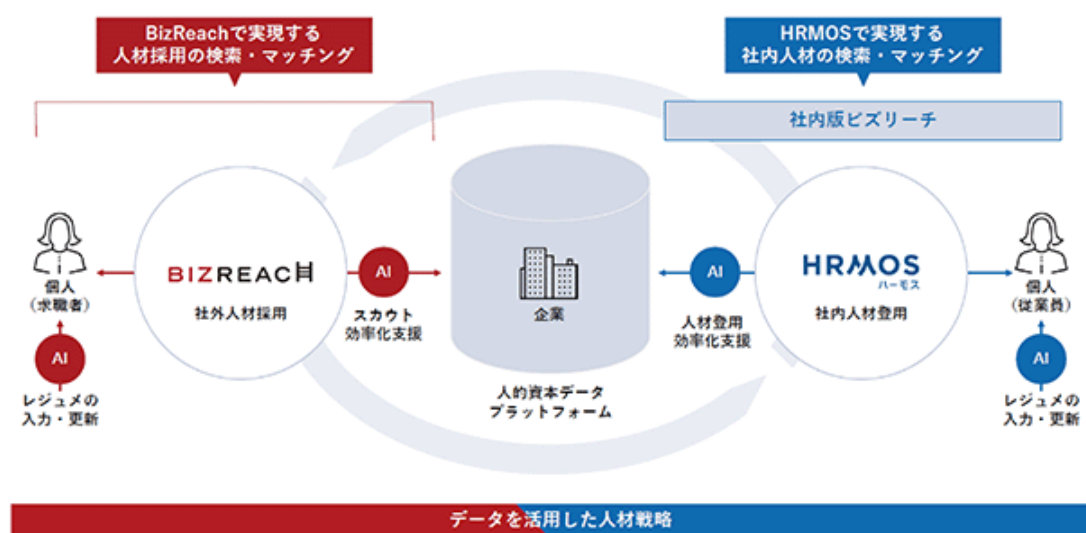 BizReachで実現する
人材採用の検索・マッチング
HRMOSで実現する
社内人材の検索・マッチング
社内版ビズリーチ
個人
（求職者）
AI
レジュメの
入力・更新
BIZREACH
社外人材採用
AI
スカウト
効率化支援
企業
人的資本データ
プラットフォーム
AI
人材登用
効率化支援
HRMOS
ハーモス
社内人材登用
個人
（従業員）
AI
レジュメの
入力・更新
データを活用した人材戦略